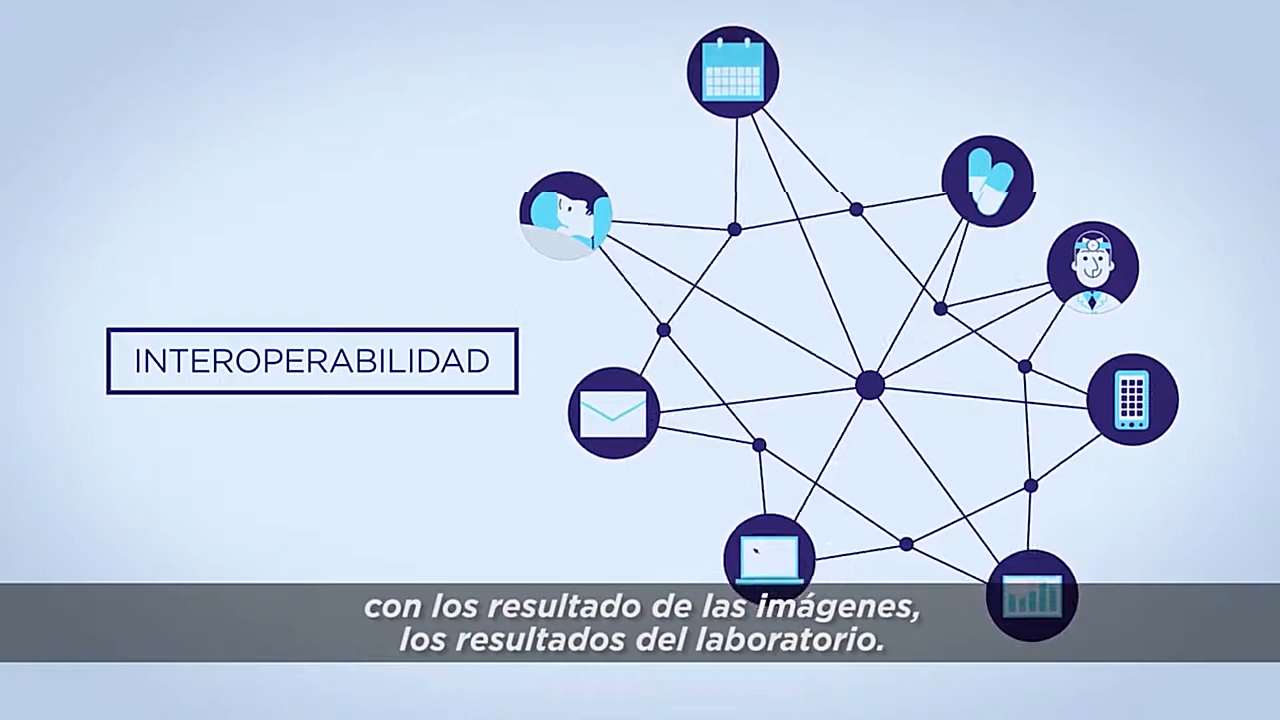 INTEROPERABILIDAD
con los resultado de las imágenes,
los resultados del laboratorio.